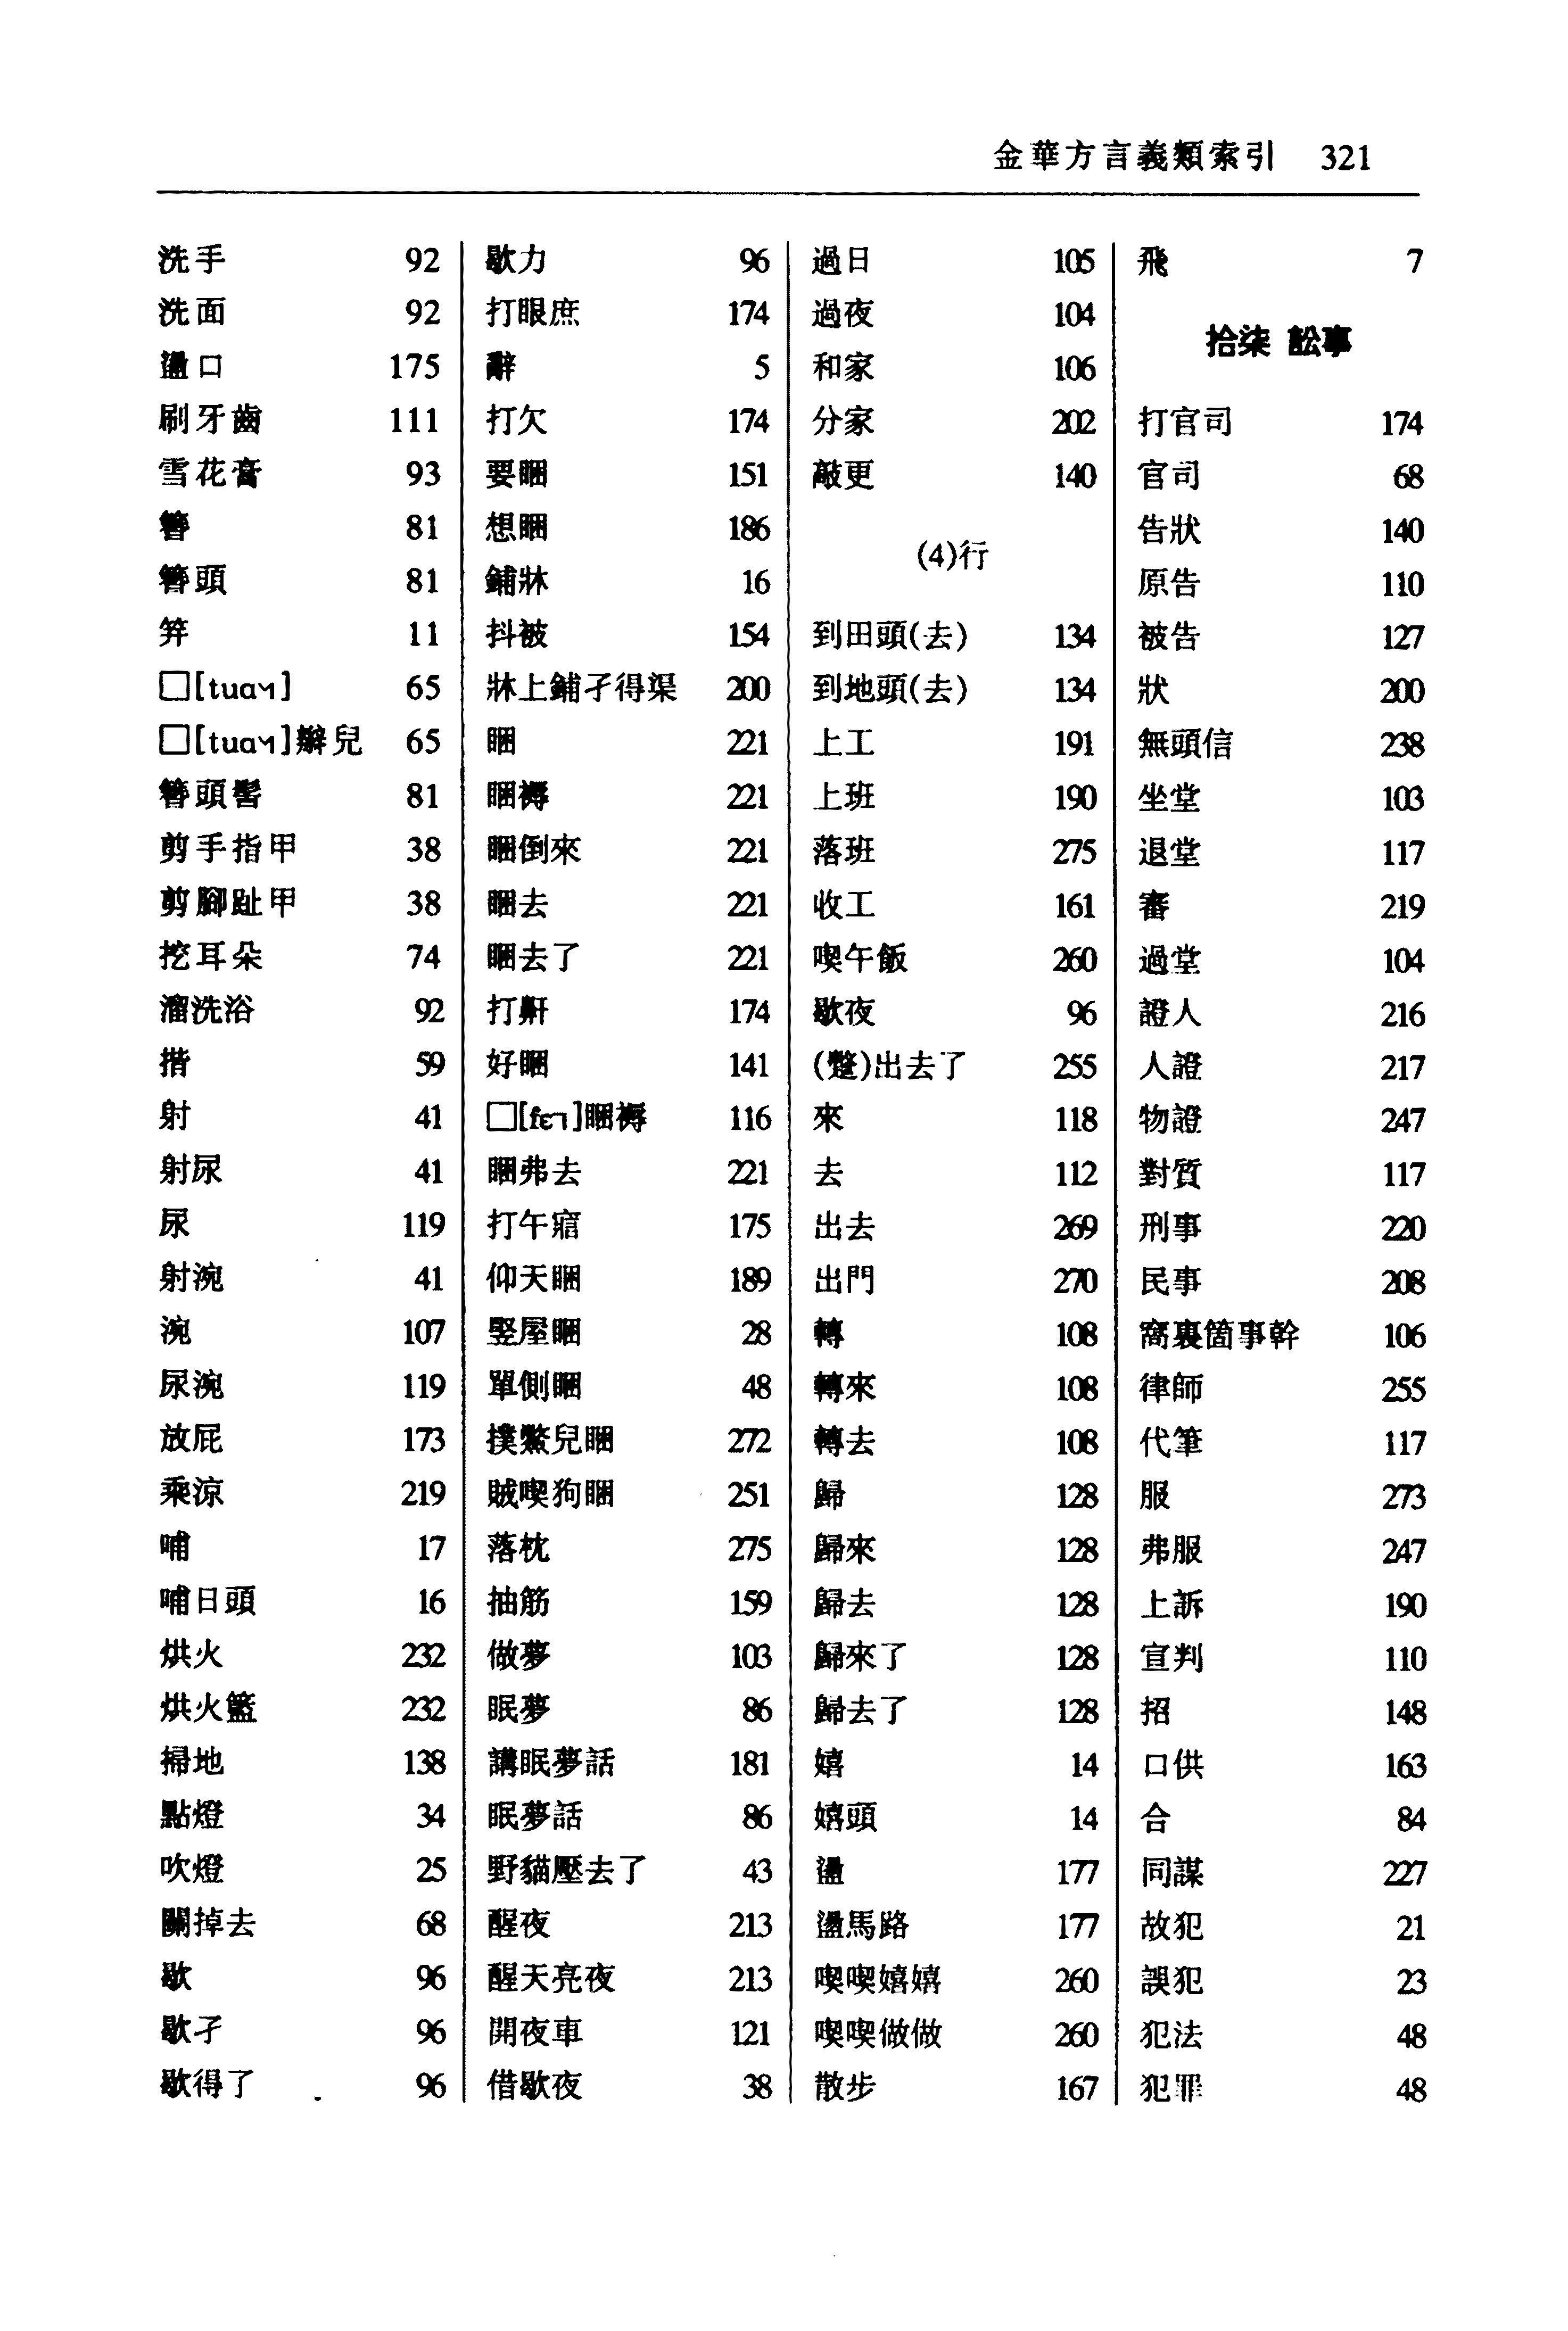 金華方言義類索引 321
洗手 92
洗面 92
盪口 175
刷牙齒 111
雪花膏 93
簪 81
簪頭 81
笄 11
□[tua] 65
□[tua]辮兒 65
簪頭髻 81
剪手指甲 38
剪腳趾甲 38
挖耳朵 74
溜洗浴 92
揩 59
射 41
射尿 41
尿 119
射涴 41
涴 107
尿涴 119
放屁 173
乘涼 219
哺 17
哺日頭 16
烘火 232
烘火籃 232
掃地 138
點燈 34
吹燈 25
關掉去 68
歇 96
歇孑 96
歇得了 96
歇力 96
打眼庶 174
5
打欠 174
要睏 151
想睏 186
鋪牀 16
抖被 154
牀上鋪孑得渠 200
睏 221
睏褥 221
睏倒來 221
睏去 221
睏去了 221
打鼾 174
好睏 141
□[fɛ]睏褥 116
睏弗去 221
打午寣 175
仰天睏 189
豎屋睏 28
單側睏 48
撲鱉兒睏 272
賊喫狗睏 251
落枕 275
抽筋 159
做夢 103
眠夢 86
講眠夢話 181
眠夢話 86
野貓壓去了 43
醒夜 213
醒天亮夜 213
開夜車 121
借歇夜 38
過日 105
過夜 104
和家 106
分家 202
敲更 140
(4)行
到田頭(去) 134
到地頭(去) 134
上工 191
上班 190
落班 275
收工 161
喫午飯 260
歇夜 96
(躄)出去了 255
來 118
去 112
出去 269
出門 270
轉 108
轉來 108
轉去 108
歸 128
歸來 128
歸去 128
歸來了 128
歸去了 128
嬉 14
嬉頭 14
盪 177
盪馬路 177
喫喫嬉嬉 260
喫喫做做 260
散步 167
飛 7
拾柒 訟事
打官司 174
官司 68
告狀 140
原告 110
被告 127
狀 200
無頭信 238
坐堂 103
退堂 117
審 219
過堂 104
證人 216
人證 217
物證 247
對質 117
刑事 220
民事 208
窩裏箇事幹 106
律師 255
代筆 117
服 273
弗服 247
上訴 190
宣判 110
招 148
口供 163
合 84
同謀 227
故犯 21
誤犯 23
犯法 48
犯罪 48